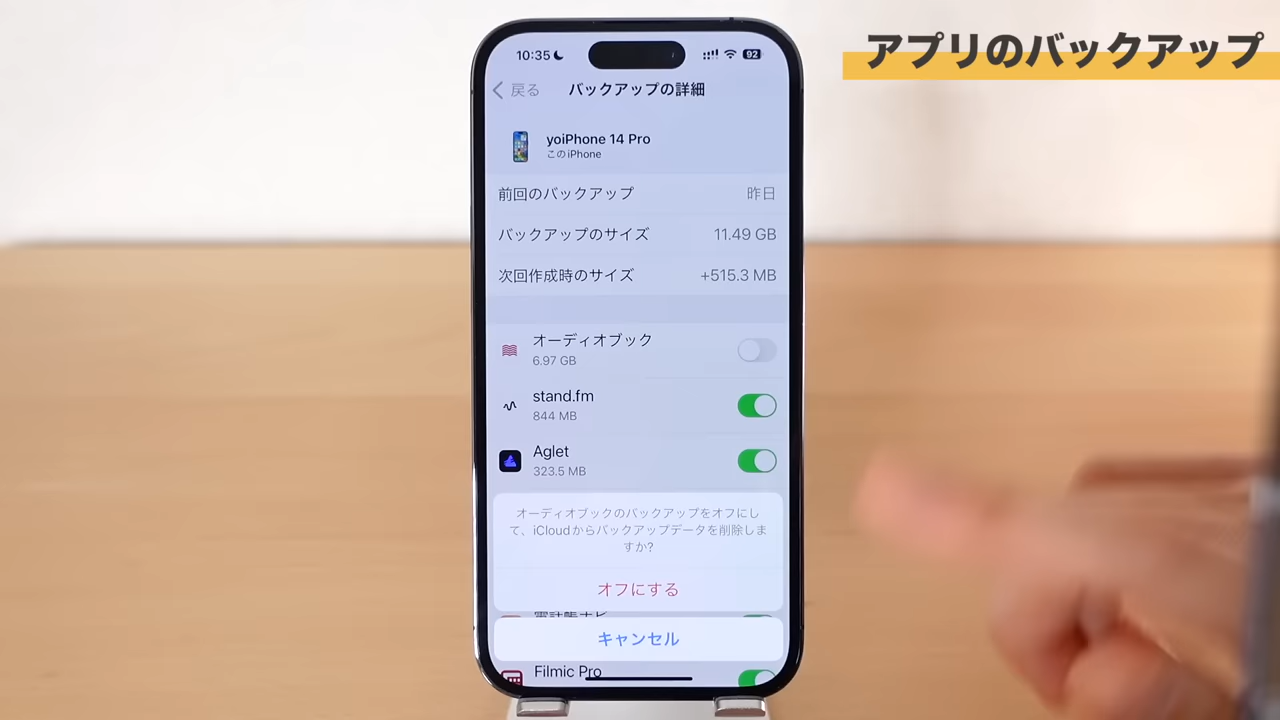 アプリのバックアップ
10:35
92
戻る
バックアップの詳細
yoiPhone 14 Pro
このiPhone
前回のバックアップ
昨日
バックアップのサイズ
11.49 GB
次回作成時のサイズ
+515.3 MB
オーディオブック
6.97 GB
stand.fm
844 MB
Aglet
323.5 MB
オーディオブックのバックアップをオフにし
て、iCloudからバックアップデータを削除しま
すか?
オフにする
電話帳ナビ
キャンセル
Filmic Pro